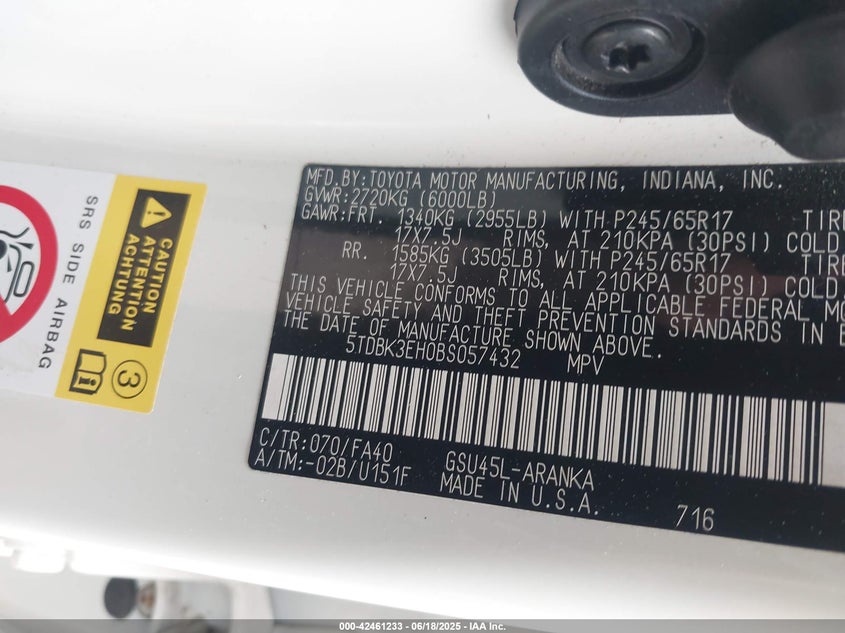 MFD.BY:TOYOTA MOTOR MANUFACTURING, INDIANA, INC.
GVWR:2720KG (6000LB)
GAWR:FRT. 1340KG (2955LB) WITH P245/65R17 TIRE
17X7.5J RIMS, AT 210KPA (30PSI) COLD
RR. 1585KG (3505LB) WITH P245/65R17 TIRE
17X7.5J RIMS, AT 210KPA (30PSI) COLD
THIS VEHICLE CONFORMS TO ALL APPLICABLE FEDERAL MO
VEHICLE SAFETY AND THEFT PREVENTION STANDARDS IN E
THE DATE OF MANUFACTURE SHOWN ABOVE.
5TDBK3EH0BS057432 MPV
C/TR:070/FA40 GSU45L-ARANKA
A/TM:-02B/U151F MADE IN U.S.A.
716
SRS SIDE AIRBAG
CAUTION
ATTENTION
ACHTUNG
3
000-42461233 - 06/18/2025 - IAA Inc.